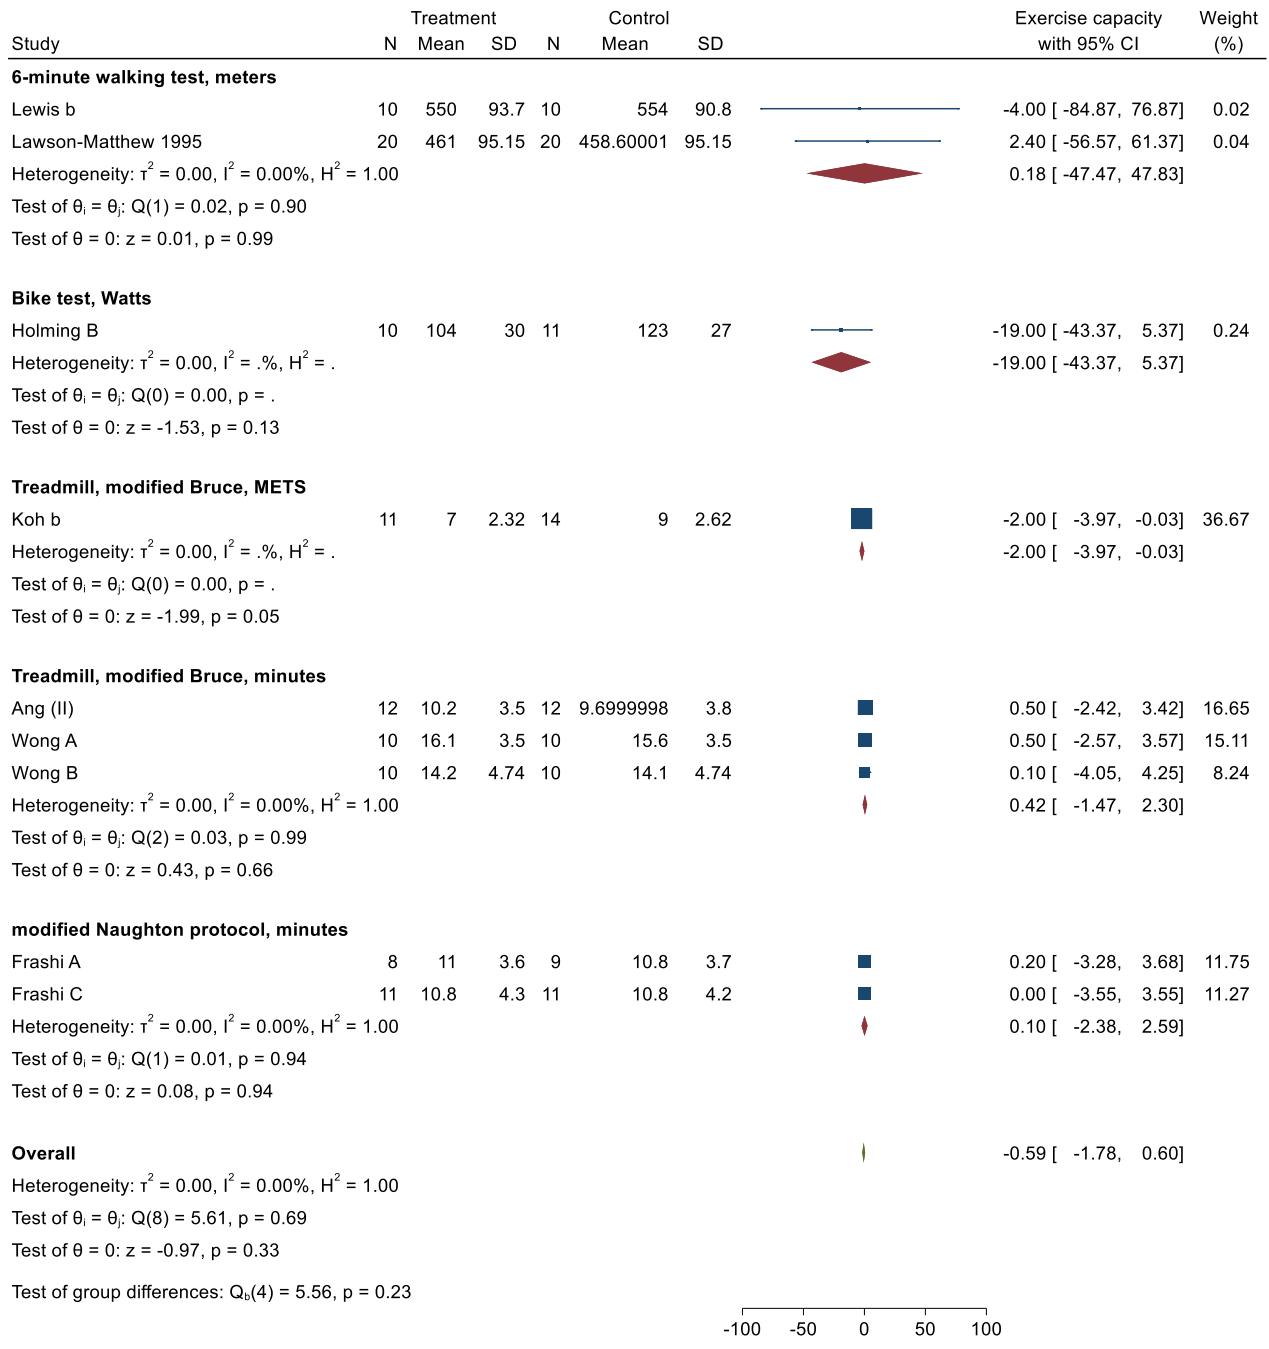 Treatment Control Exercise capacity Weight
Study N Mean SD N Mean SD with 95% CI (%)
6-minute walking test, meters
Lewis b 10 550 93.7 10 554 90.8 -4.00 [ -84.87, 76.87] 0.02
Lawson-Matthew 1995 20 461 95.15 20 458.60001 95.15 2.40 [ -56.57, 61.37] 0.04
Heterogeneity: τ² = 0.00, I² = 0.00%, H² = 1.00 0.18 [ -47.47, 47.83]
Test of θᵢ = θⱼ: Q(1) = 0.02, p = 0.90
Test of θ = 0: z = 0.01, p = 0.99
Bike test, Watts
Holming B 10 104 30 11 123 27 -19.00 [ -43.37, 5.37] 0.24
Heterogeneity: τ² = 0.00, I² = .%, H² = . -19.00 [ -43.37, 5.37]
Test of θᵢ = θⱼ: Q(0) = 0.00, p = .
Test of θ = 0: z = -1.53, p = 0.13
Treadmill, modified Bruce, METS
Koh b 11 7 2.32 14 9 2.62 -2.00 [ -3.97, -0.03] 36.67
Heterogeneity: τ² = 0.00, I² = .%, H² = . -2.00 [ -3.97, -0.03]
Test of θᵢ = θⱼ: Q(0) = 0.00, p = .
Test of θ = 0: z = -1.99, p = 0.05
Treadmill, modified Bruce, minutes
Ang (II) 12 10.2 3.5 12 9.6999998 3.8 0.50 [ -2.42, 3.42] 16.65
Wong A 10 16.1 3.5 10 15.6 3.5 0.50 [ -2.57, 3.57] 15.11
Wong B 10 14.2 4.74 10 14.1 4.74 0.10 [ -4.05, 4.25] 8.24
Heterogeneity: τ² = 0.00, I² = 0.00%, H² = 1.00 0.42 [ -1.47, 2.30]
Test of θᵢ = θⱼ: Q(2) = 0.03, p = 0.99
Test of θ = 0: z = 0.43, p = 0.66
modified Naughton protocol, minutes
Frashi A 8 11 3.6 9 10.8 3.7 0.20 [ -3.28, 3.68] 11.75
Frashi C 11 10.8 4.3 11 10.8 4.2 0.00 [ -3.55, 3.55] 11.27
Heterogeneity: τ² = 0.00, I² = 0.00%, H² = 1.00 0.10 [ -2.38, 2.59]
Test of θᵢ = θⱼ: Q(1) = 0.01, p = 0.94
Test of θ = 0: z = 0.08, p = 0.94
Overall -0.59 [ -1.78, 0.60]
Heterogeneity: τ² = 0.00, I² = 0.00%, H² = 1.00
Test of θᵢ = θⱼ: Q(8) = 5.61, p = 0.69
Test of θ = 0: z = -0.97, p = 0.33
Test of group differences: Q_b(4) = 5.56, p = 0.23
-100 -50 0 50 100